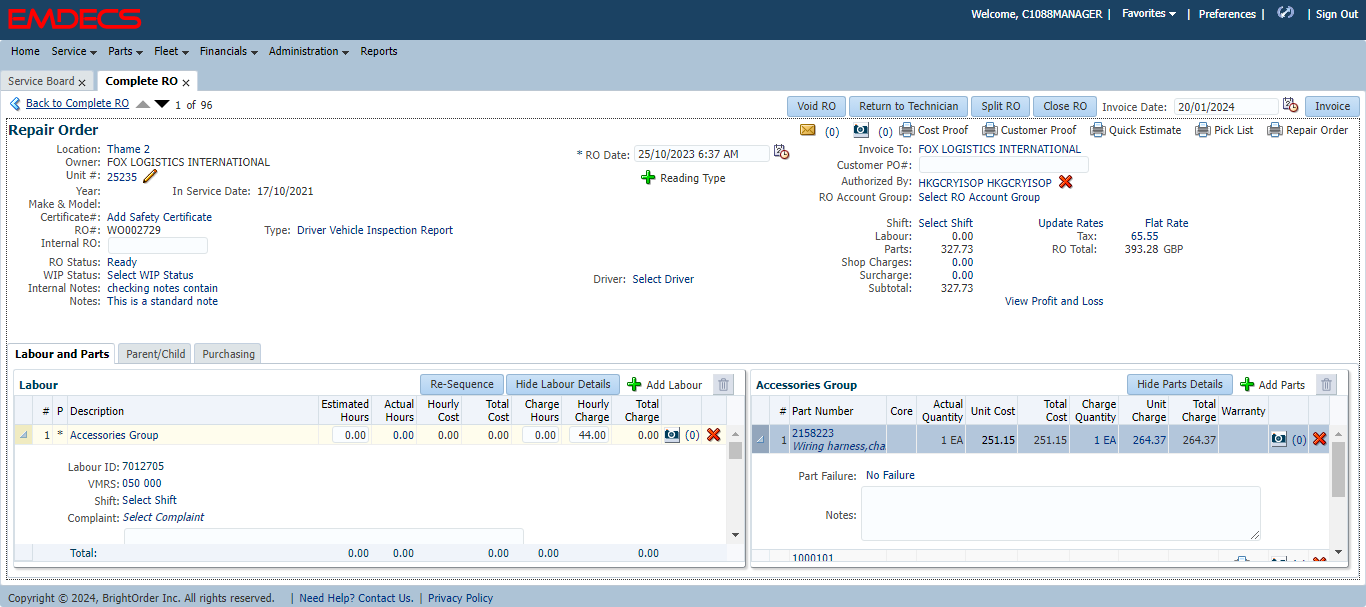 EMDECS
Welcome, C1088MANAGER | Favorites | Preferences | | Sign Out
Home Service Parts Fleet Financials Administration Reports
Service Board x Complete RO x
Back to Complete RO 1 of 96
Void RO Return to Technician Split RO Close RO Invoice Date: 20/01/2024 Invoice
Repair Order
(0) (0) Cost Proof Customer Proof Quick Estimate Pick List Repair Order
Location: Thame 2
Owner: FOX LOGISTICS INTERNATIONAL
Unit #: 25235
Year: In Service Date: 17/10/2021
Make & Model:
Certificate#: Add Safety Certificate
RO#: WO002729 Type: Driver Vehicle Inspection Report
Internal RO:
RO Status: Ready
WIP Status: Select WIP Status
Internal Notes: checking notes contain
Notes: This is a standard note
* RO Date: 25/10/2023 6:37 AM
Reading Type
Driver: Select Driver
Invoice To: FOX LOGISTICS INTERNATIONAL
Customer PO#:
Authorized By: HKGCRYISOP HKGCRYISOP
RO Account Group: Select RO Account Group
Shift: Select Shift Update Rates Flat Rate
Labour: 0.00 Tax: 65.55
Parts: 327.73 RO Total: 393.28 GBP
Shop Charges: 0.00
Surcharge: 0.00
Subtotal: 327.73
View Profit and Loss
Labour and Parts Parent/Child Purchasing
Labour Re-Sequence Hide Labour Details Add Labour
# P Description Estimated Hours Actual Hours Hourly Cost Total Cost Charge Hours Hourly Charge Total Charge
1 * Accessories Group 0.00 0.00 0.00 0.00 0.00 44.00 0.00 (0)
Labour ID: 7012705
VMRS: 050 000
Shift: Select Shift
Complaint: Select Complaint
Total: 0.00 0.00 0.00 0.00 0.00
Accessories Group Hide Parts Details Add Parts
# Part Number Core Actual Quantity Unit Cost Total Cost Charge Quantity Unit Charge Total Charge Warranty
1 2158223 1 EA 251.15 251.15 1 EA 264.37 264.37 (0)
Wiring harness,cha
Part Failure: No Failure
Notes:
1000101
Copyright © 2024, BrightOrder Inc. All rights reserved. | Need Help? Contact Us. | Privacy Policy